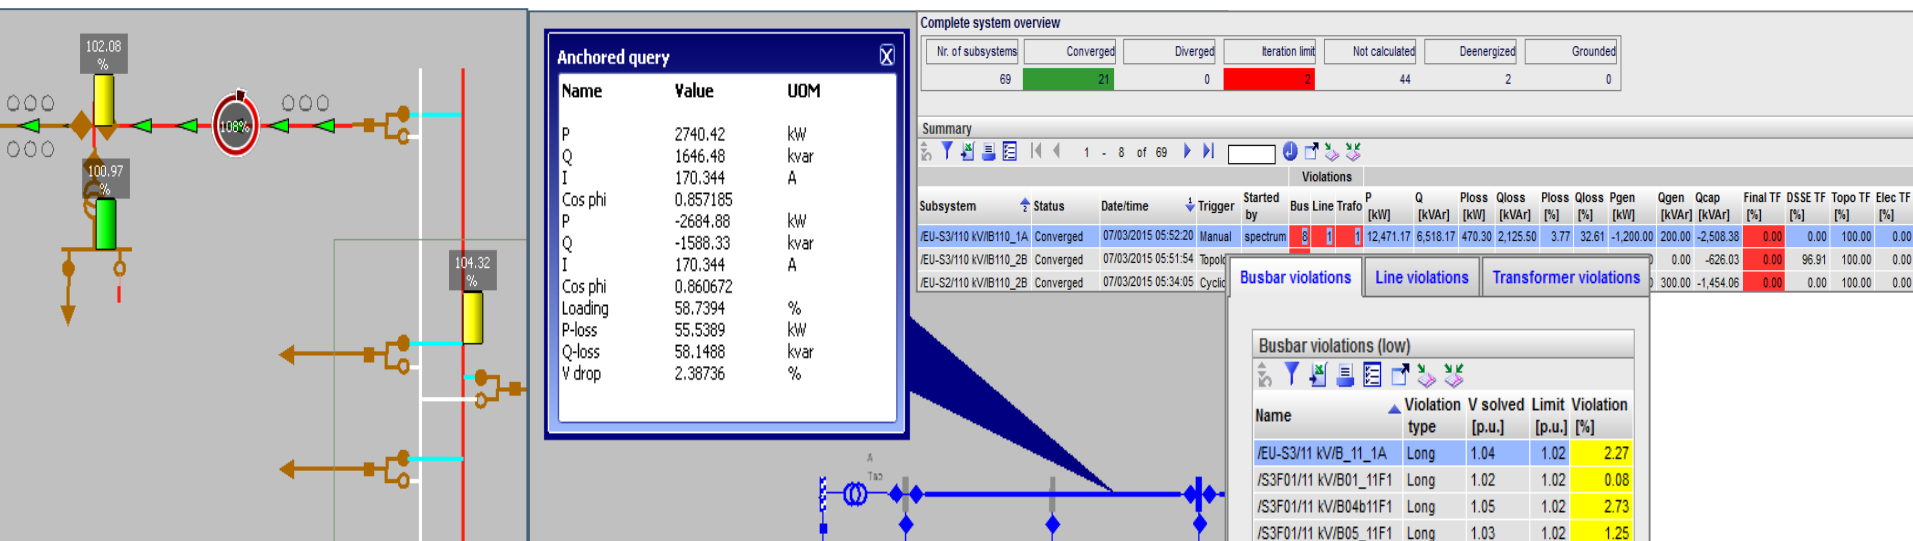 102.08
%
108%
100.97
%
104.32
%
Anchored query
Name Value UOM
P 2740.42 kW
Q 1646.48 kvar
I 170.344 A
Cos phi 0.857185
P -2684.88 kW
Q -1588.33 kvar
I 170.344 A
Cos phi 0.860672
Loading 58.7394 %
P-loss 55.5389 kW
Q-loss 58.1488 kvar
V drop 2.38736 %
A
Complete system overview
Nr. of subsystems Converged Diverged Iteration limit Not calculated Deenergized Grounded
69 21 0 2 44 2 0
Summary
1 - 8 of 69
Violations
Subsystem 2 Status Date/time 1 Trigger Started by Bus Line Trafo P [kW] Q [kVAr] Ploss [kW] Qloss [kVAr] Ploss [%] Qloss [%] Pgen [kW] Qgen [kVAr] Qcap [kVAr] Final TF [%] DSSE TF [%] Topo TF [%] Elec TF [%]
/EU-S3/110 kV/IB110_1A Converged 07/03/2015 05:52:20 Manual spectrum 8 1 1 12,471.17 6,518.17 470.30 2,125.50 3.77 32.61 -1,200.00 200.00 -2,508.38 0.00 0.00 100.00 0.00
/EU-S3/110 kV/IB110_2B Converged 07/03/2015 05:51:54 Topolo 0.00 -626.03 0.00 96.91 100.00 0.00
/EU-S2/110 kV/IB110_2B Converged 07/03/2015 05:34:05 Cyclic 300.00 -1,454.06 0.00 0.00 100.00 0.00
Busbar violations Line violations Transformer violations
Busbar violations (low)
Name Violation type V solved [p.u.] Limit [p.u.] Violation [%]
/EU-S3/11 kV/B_11_1A Long 1.04 1.02 2.27
/S3F01/11 kV/B01_11F1 Long 1.02 1.02 0.08
/S3F01/11 kV/B04b11F1 Long 1.05 1.02 2.73
/S3F01/11 kV/B05_11F1 Long 1.03 1.02 1.25